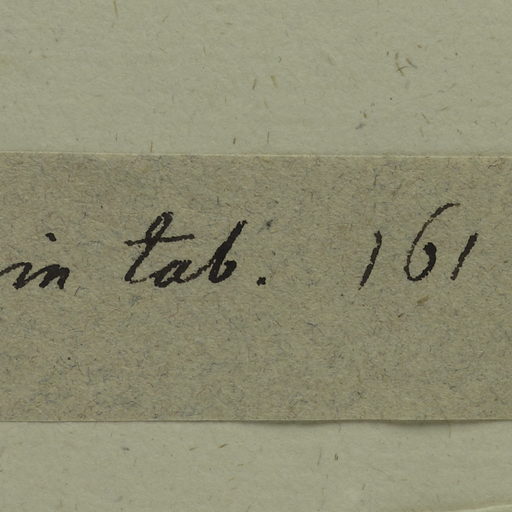 in tab. 161